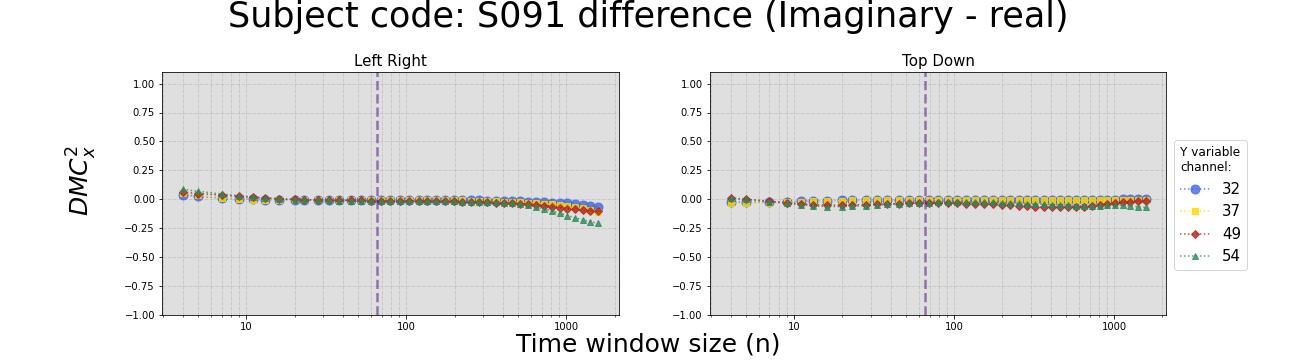 Subject code: S091 difference (Imaginary - real)
Left Right
Top Down
1.00
0.75
0.50
0.25
0.00
−0.25
−0.50
−0.75
−1.00
1.00
0.75
0.50
0.25
0.00
−0.25
−0.50
−0.75
−1.00
DMC²ₓ
10 100 1000
10 100 1000
Time window size (n)
Y variable
channel:
32
37
49
54